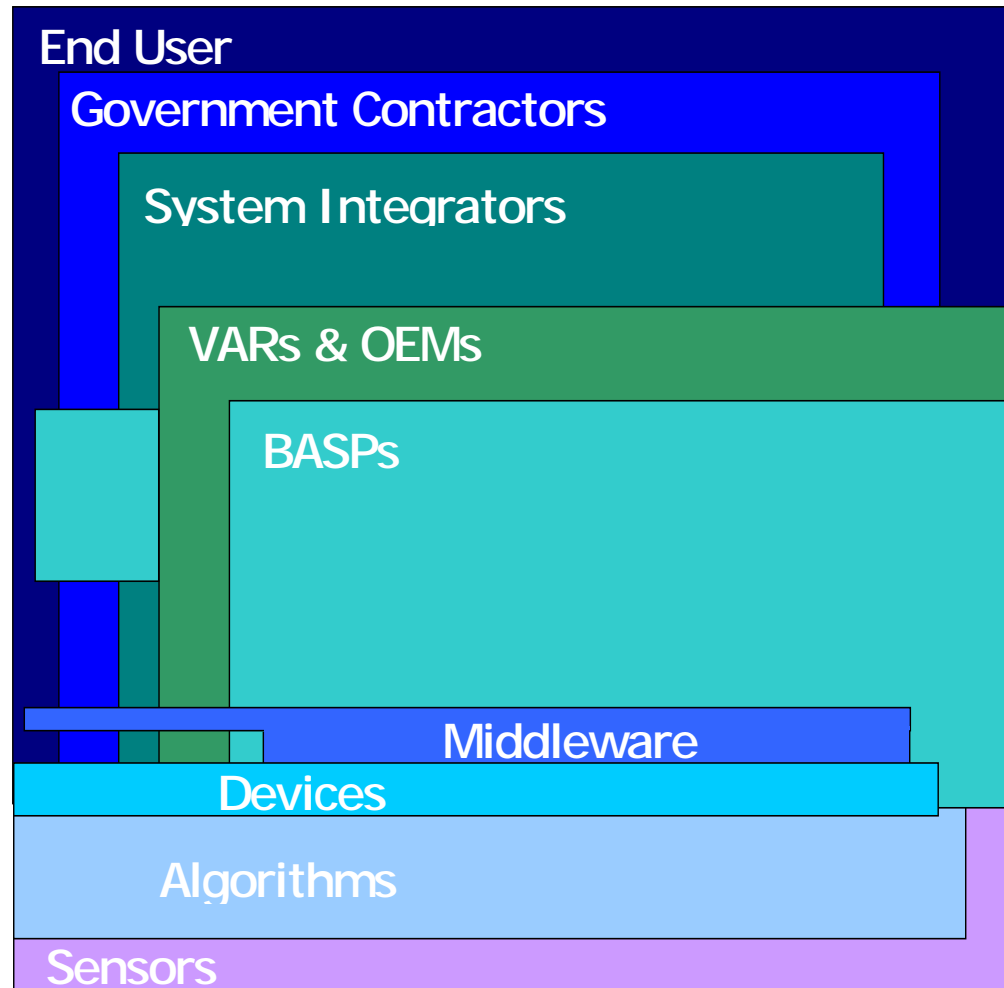 End User
Government Contractors
System Integrators
VARs & OEMs
BASPs
Middleware
Devices
Algorithms
Sensors